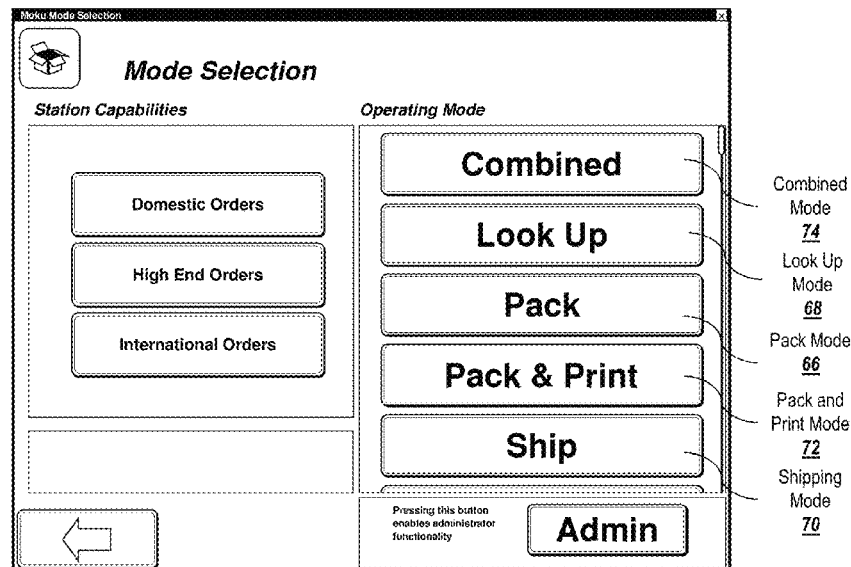 Moku Mode Selection
X
Mode Selection
Station Capabilities
Operating Mode
Domestic Orders
High End Orders
International Orders
Combined
Look Up
Pack
Pack & Print
Ship
Pressing this button
enables administrator
functionality
Admin
Combined
Mode
74
Look Up
Mode
68
Pack Mode
66
Pack and
Print Mode
72
Shipping
Mode
70